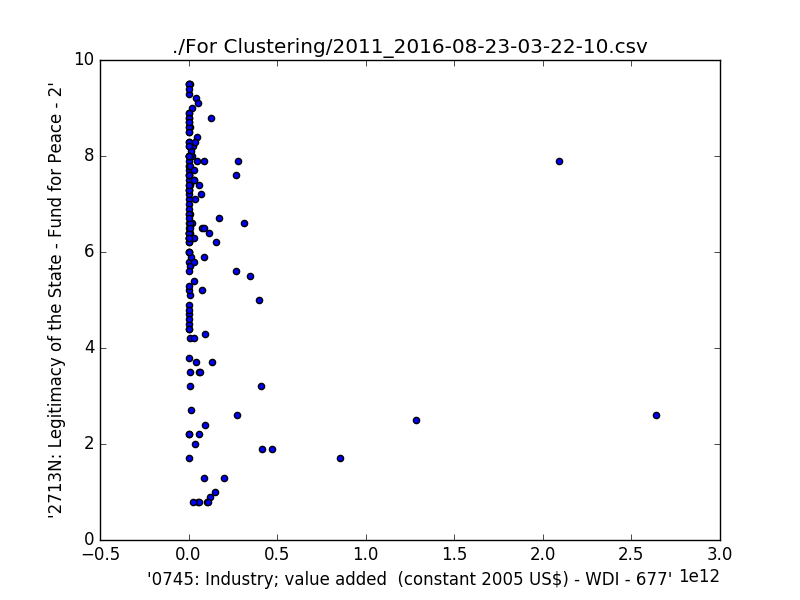 ./For Clustering/2011_2016-08-23-03-22-10.csv
10
8
6
4
2
0
'2713N: Legitimacy of the State - Fund for Peace - 2'
−0.5 0.0 0.5 1.0 1.5 2.0 2.5 3.0
'0745: Industry; value added  (constant 2005 US$) - WDI - 677' 1e12